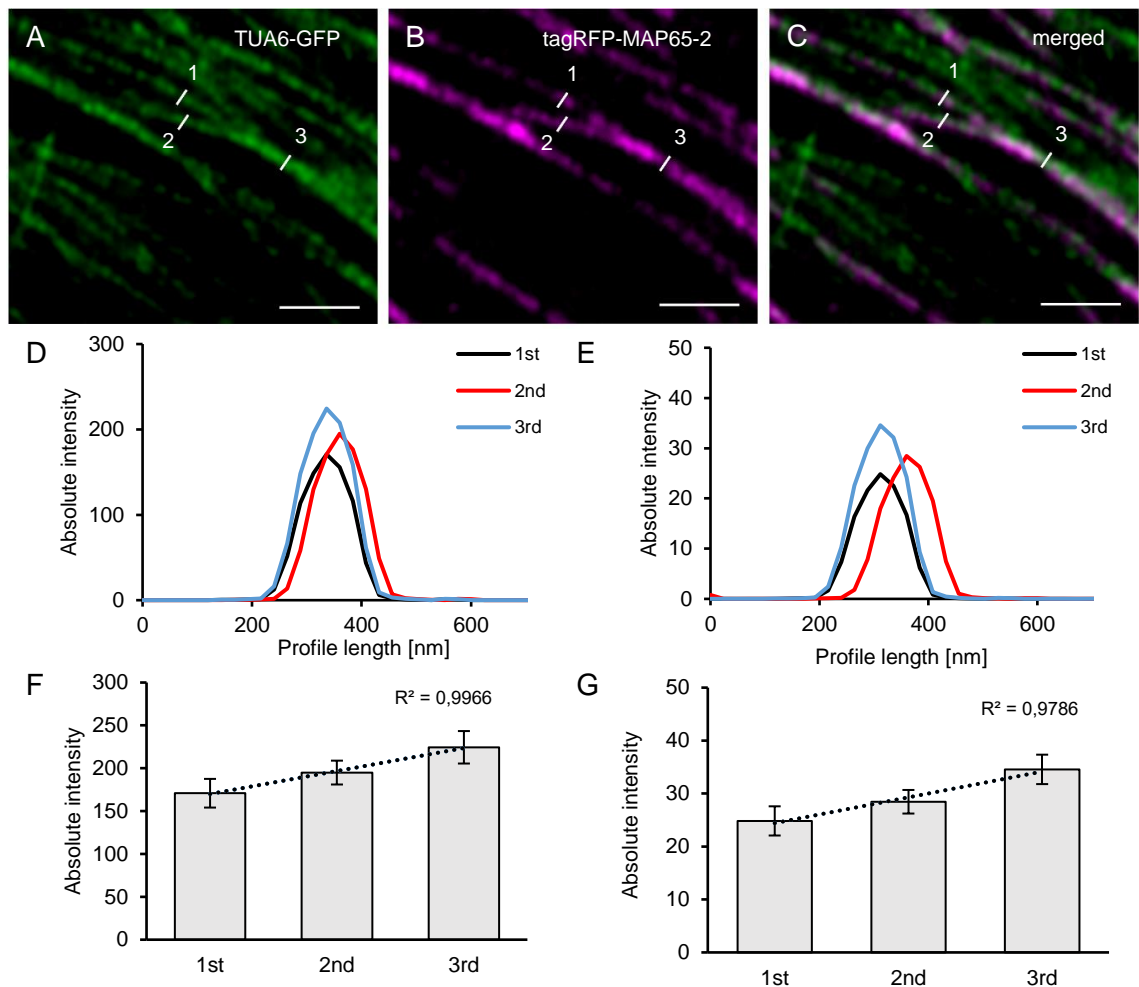 A
TUA6-GFP
1
2
3
B
tagRFP-MAP65-2
1
2
3
C
merged
1
2
3
D
300
200
100
0
0
200
400
600
Absolute intensity
Profile length [nm]
1st
2nd
3rd
E
50
40
30
20
10
0
0
200
400
600
Absolute intensity
Profile length [nm]
1st
2nd
3rd
F
300
250
200
150
100
50
0
Absolute intensity
R² = 0,9966
1st
2nd
3rd
G
50
40
30
20
10
0
Absolute intensity
R² = 0,9786
1st
2nd
3rd